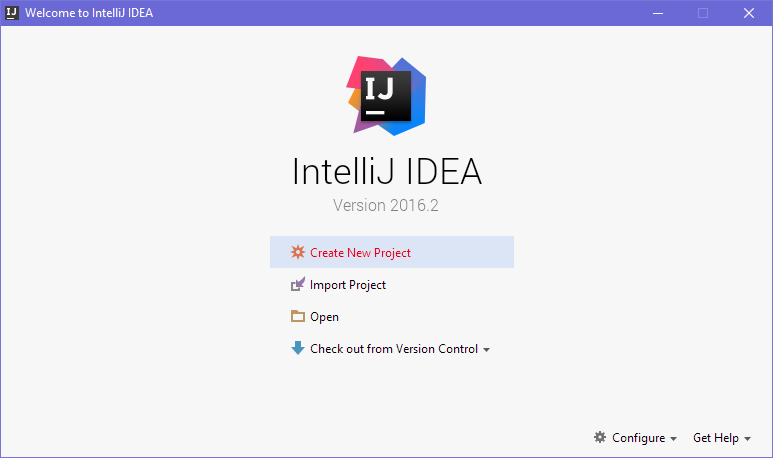 Welcome to IntelliJ IDEA
IJ
IntelliJ IDEA
Version 2016.2
Create New Project
Import Project
Open
Check out from Version Control
Configure
Get Help